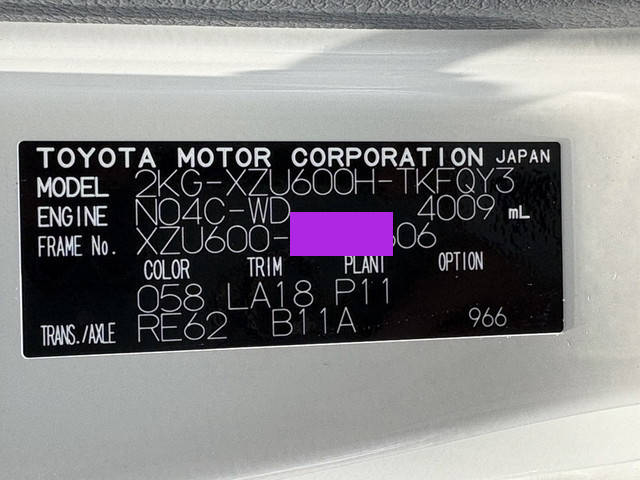 TOYOTA MOTOR CORPORATION JAPAN
MODEL 2KG-XZU600H-TKFQY3
ENGINE N04C-WD 4009 mL
FRAME No. XZU600- 606
COLOR TRIM PLANT OPTION
058 LA18 P11
TRANS./AXLE RE62 B11A 966